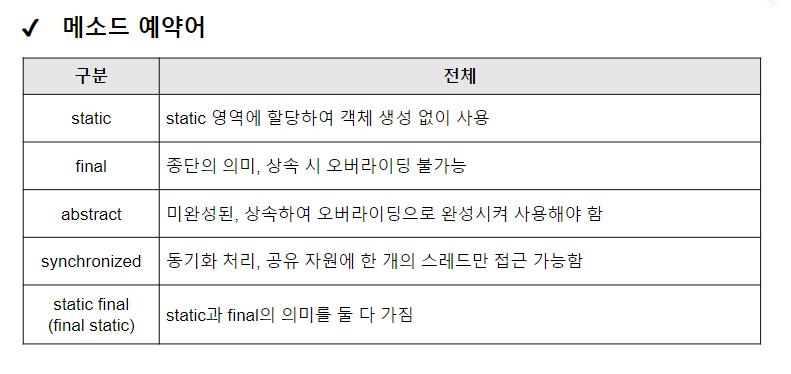 ✔ 메소드 예약어
구분 전체
static static 영역에 할당하여 객체 생성 없이 사용
final 종단의 의미, 상속 시 오버라이딩 불가능
abstract 미완성된, 상속하여 오버라이딩으로 완성시켜 사용해야 함
synchronized 동기화 처리, 공유 자원에 한 개의 스레드만 접근 가능함
static final
(final static) static과 final의 의미를 둘 다 가짐